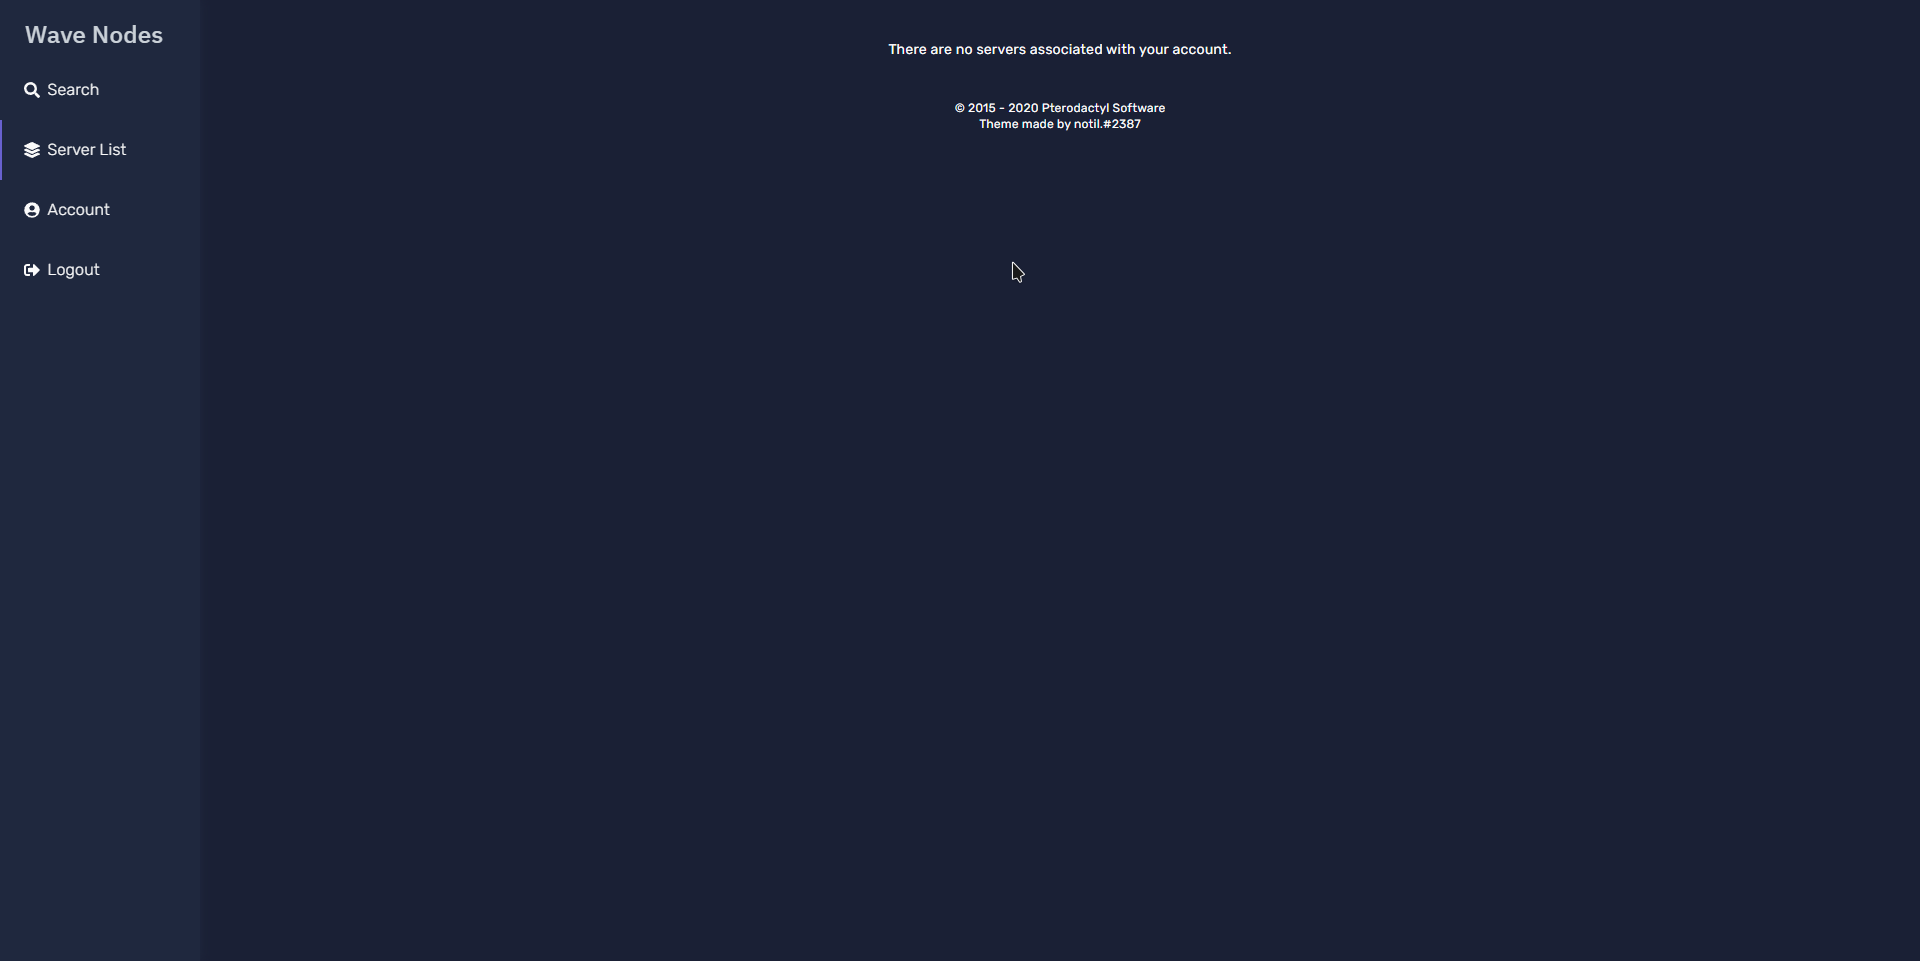 Wave Nodes
Search
Server List
Account
Logout
There are no servers associated with your account.
© 2015 - 2020 Pterodactyl Software
Theme made by notil.#2387